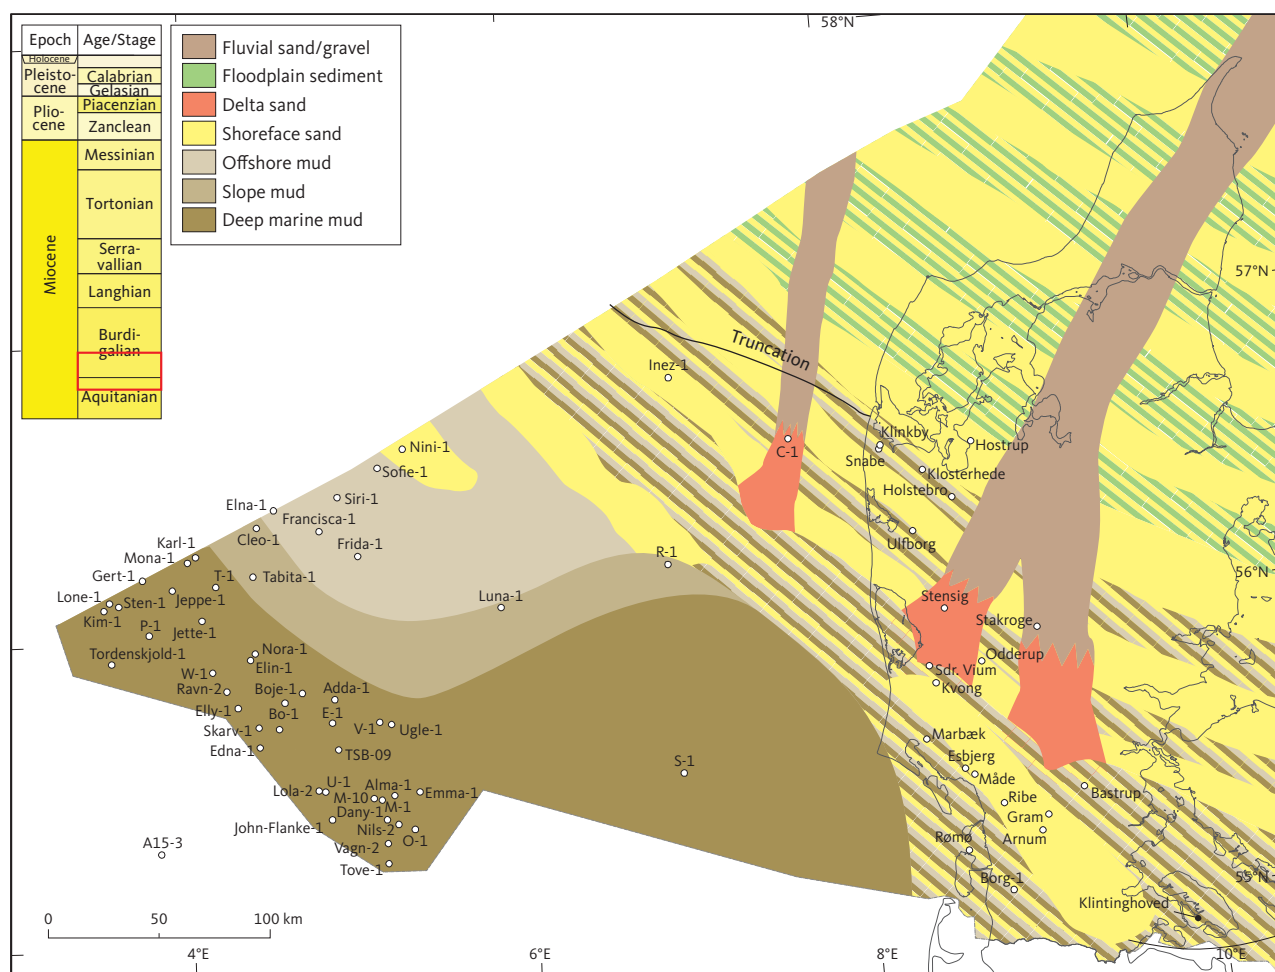 Epoch
Age/Stage
Holocene
Pleisto-
cene
Calabrian
Gelasian
Plio-
cene
Piacenzian
Zanclean
Miocene
Messinian
Tortonian
Serra-
vallian
Langhian
Burdi-
galian
Aquitanian
Fluvial sand/gravel
Floodplain sediment
Delta sand
Shoreface sand
Offshore mud
Slope mud
Deep marine mud
58°N
57°N
56°N
55°N
Truncation
Inez-1
C-1
Klinkby
Snabe
Hostrup
Klosterhede
Holstebro
Ulfborg
Nini-1
Sofie-1
Siri-1
Elna-1
Francisca-1
Cleo-1
Frida-1
Karl-1
Mona-1
Gert-1
T-1
Tabita-1
R-1
Lone-1
Sten-1
Jeppe-1
Luna-1
Kim-1
P-1
Jette-1
Stensig
Stakroge
Tordenskjold-1
Nora-1
Elin-1
Odderup
Sdr. Vium
Kvong
W-1
Ravn-2
Boje-1
Adda-1
Elly-1
Bo-1
E-1
V-1
Ugle-1
Skarv-1
Edna-1
TSB-09
Marbæk
Esbjerg
Måde
S-1
Lola-2
U-1
Alma-1
M-10
Emma-1
Dany-1
M-1
Bastrup
Ribe
Gram
John-Flanke-1
Nils-2
O-1
Arnum
Rømø
A15-3
Vagn-2
Tove-1
Borg-1
Klintinghoved
0
50
100 km
4°E
6°E
8°E
10°E